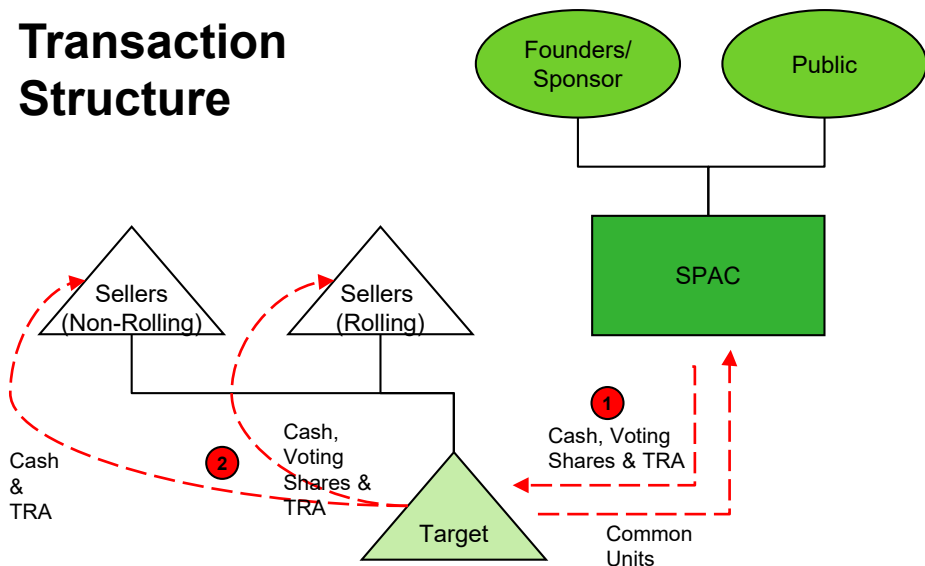 Transaction
Structure
Founders/
Sponsor
Public
SPAC
Sellers
(Non-Rolling)
Sellers
(Rolling)
1
Cash, Voting
Shares & TRA
2
Cash,
Voting
Shares &
TRA
Cash
&
TRA
Target
Common
Units